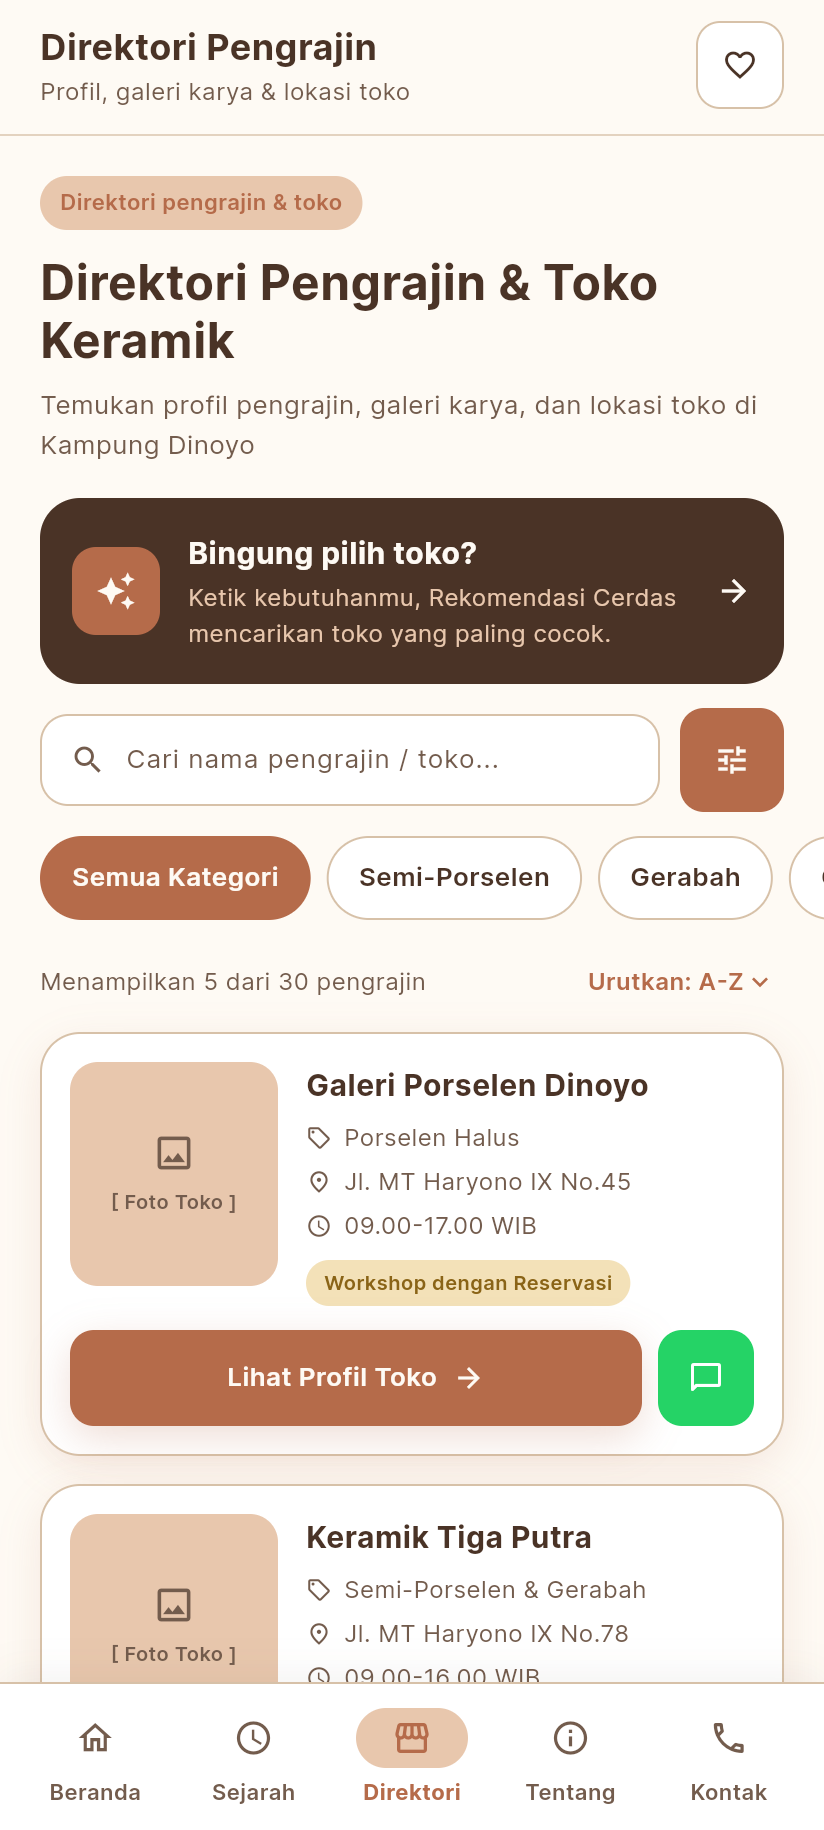 Direktori Pengrajin
Profil, galeri karya & lokasi toko
Direktori pengrajin & toko
Direktori Pengrajin & Toko
Keramik
Temukan profil pengrajin, galeri karya, dan lokasi toko di
Kampung Dinoyo
Bingung pilih toko?
Ketik kebutuhanmu, Rekomendasi Cerdas
mencarikan toko yang paling cocok.
Cari nama pengrajin / toko...
Semua Kategori
Semi-Porselen
Gerabah
Menampilkan 5 dari 30 pengrajin
Urutkan: A-Z
Galeri Porselen Dinoyo
Porselen Halus
Jl. MT Haryono IX No.45
[ Foto Toko ]
09.00-17.00 WIB
Workshop dengan Reservasi
Lihat Profil Toko
Keramik Tiga Putra
Semi-Porselen & Gerabah
Jl. MT Haryono IX No.78
[ Foto Toko ]
09.00-16.00 WIB
Beranda
Sejarah
Direktori
Tentang
Kontak